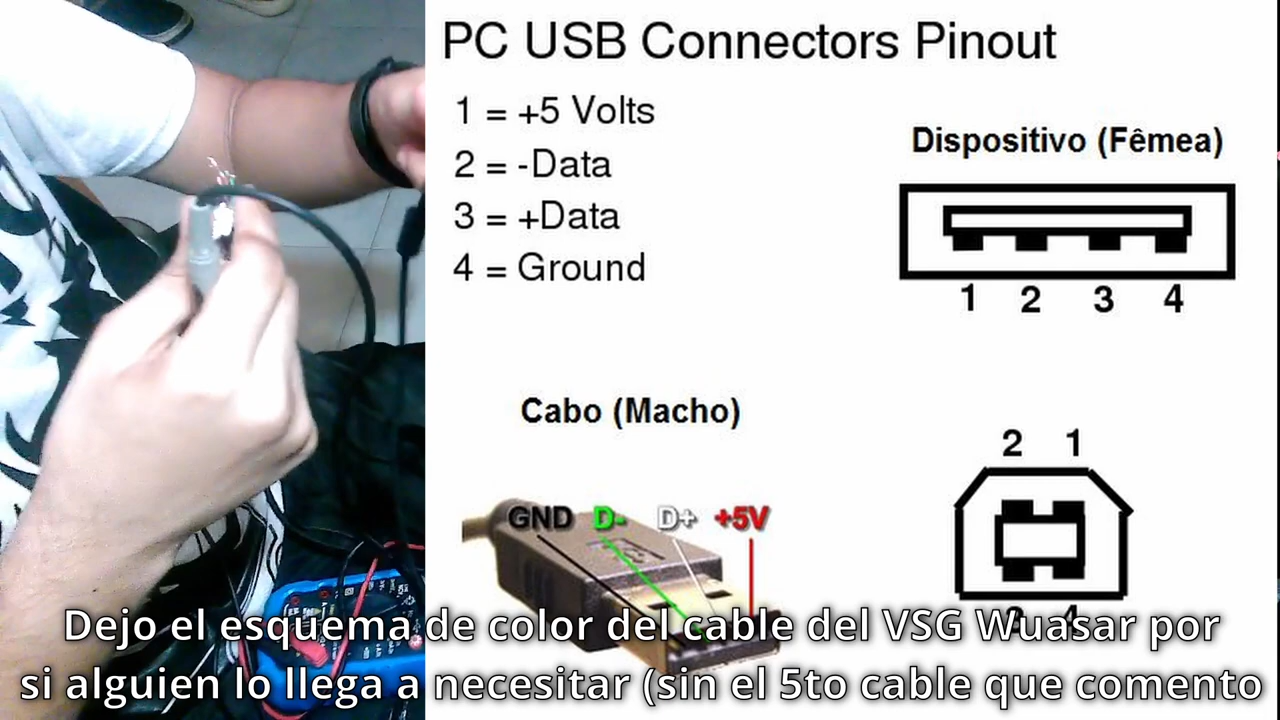 PC USB Connectors Pinout
1 = +5 Volts
2 = -Data
3 = +Data
4 = Ground
Dispositivo (Fêmea)
1 2 3 4
Cabo (Macho)
2 1
GND D- D+ +5V
3 4
Dejo el esquema de color del cable del VSG Wuasar por
si alguien lo llega a necesitar (sin el 5to cable que comento